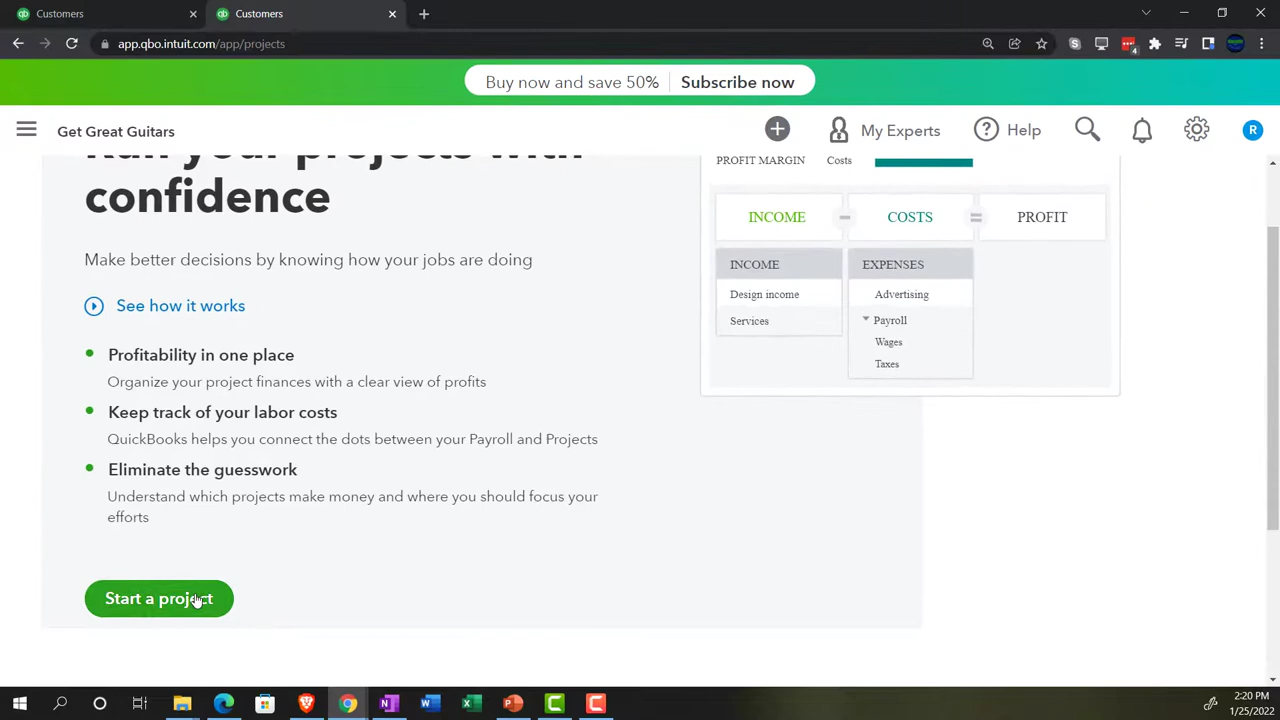 Customers
Customers
app.qbo.intuit.com/app/projects
4
Buy now and save 50% Subscribe now
Get Great Guitars
My Experts
Help
R
Run your projects with
confidence
Make better decisions by knowing how your jobs are doing
See how it works
Profitability in one place
Organize your project finances with a clear view of profits
Keep track of your labor costs
QuickBooks helps you connect the dots between your Payroll and Projects
Eliminate the guesswork
Understand which projects make money and where you should focus your
efforts
Start a project
PROFIT MARGIN Costs
INCOME - COSTS = PROFIT
INCOME
Design income
Services
EXPENSES
Advertising
Payroll
Wages
Taxes
2:20 PM
1/25/2022